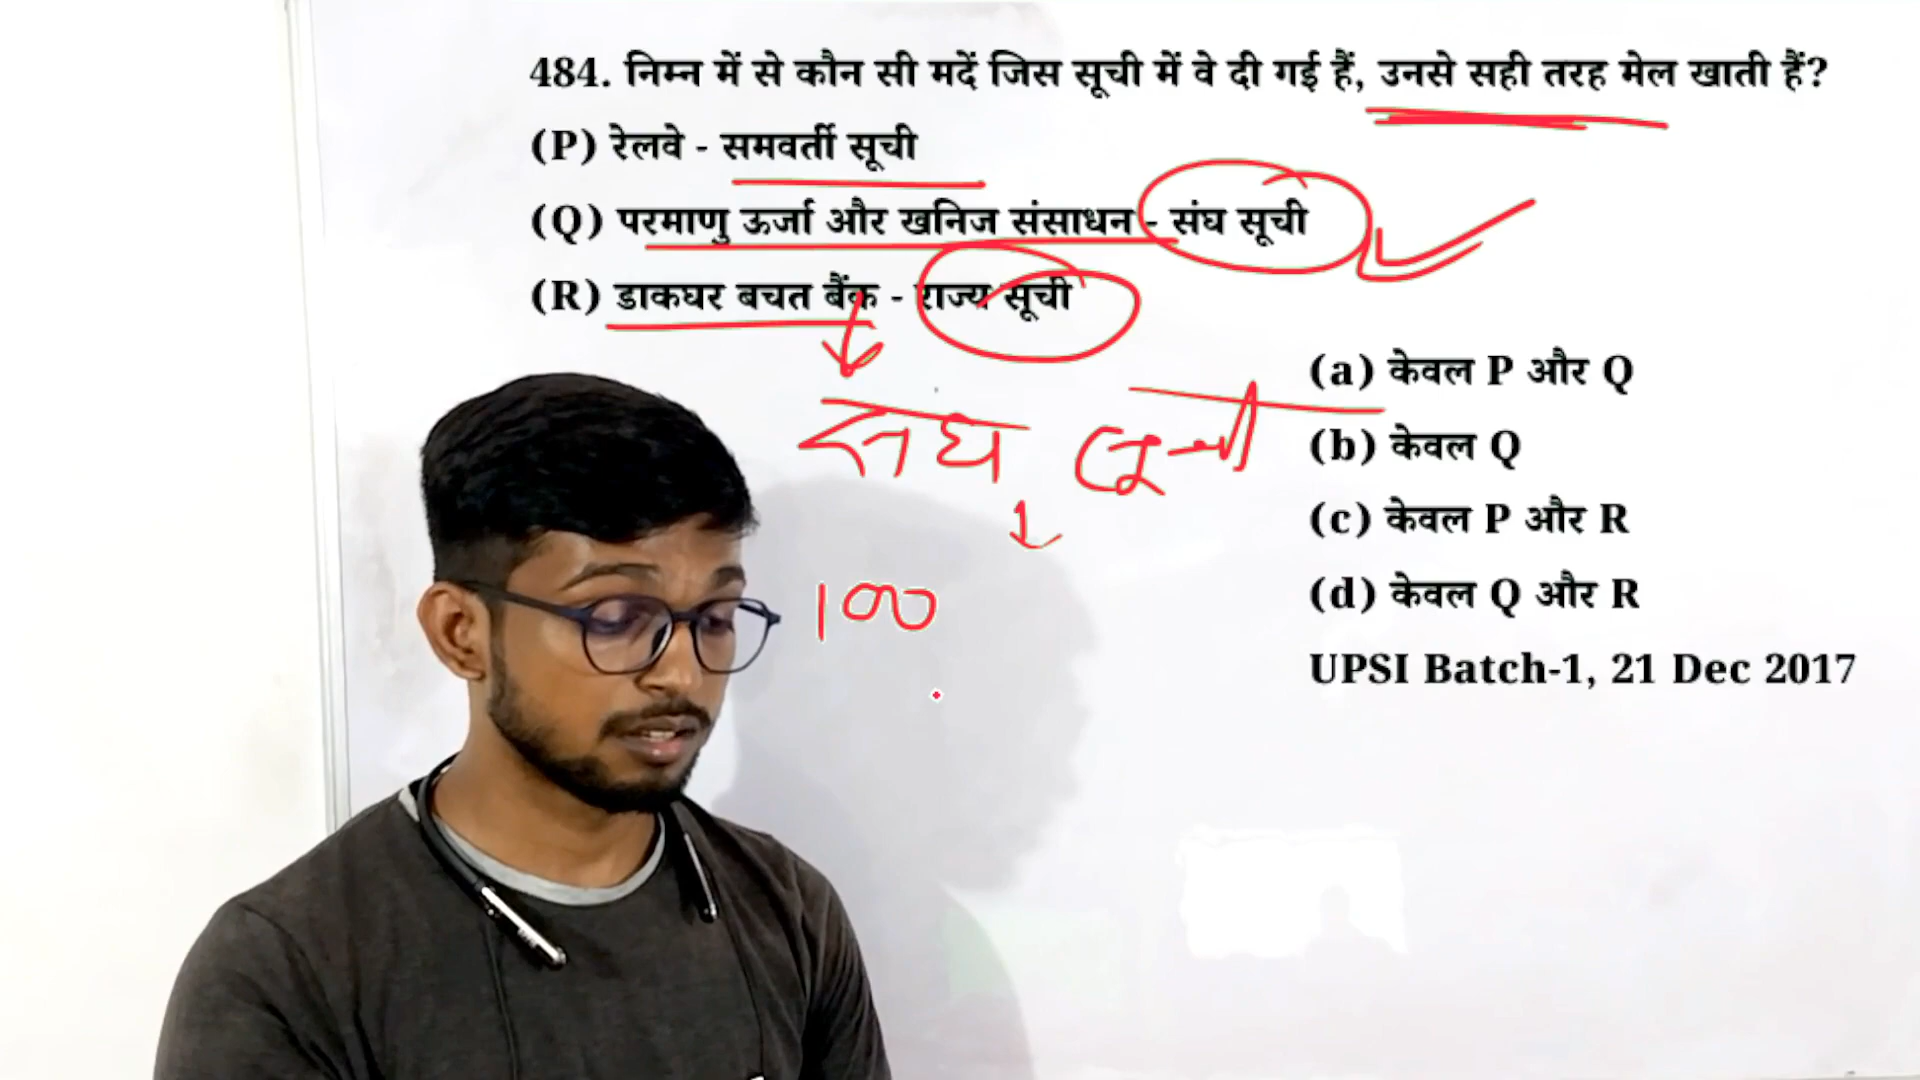 484. निम्न में से कौन सी मदें जिस सूची में वे दी गई हैं, उनसे सही तरह मेल खाती हैं?
(P) रेलवे - समवर्ती सूची
(Q) परमाणु ऊर्जा और खनिज संसाधन - संघ सूची
(R) डाकघर बचत बैंक - राज्य सूची
संघ सूची
100
(a) केवल P और Q
(b) केवल Q
(c) केवल P और R
(d) केवल Q और R
UPSI Batch-1, 21 Dec 2017